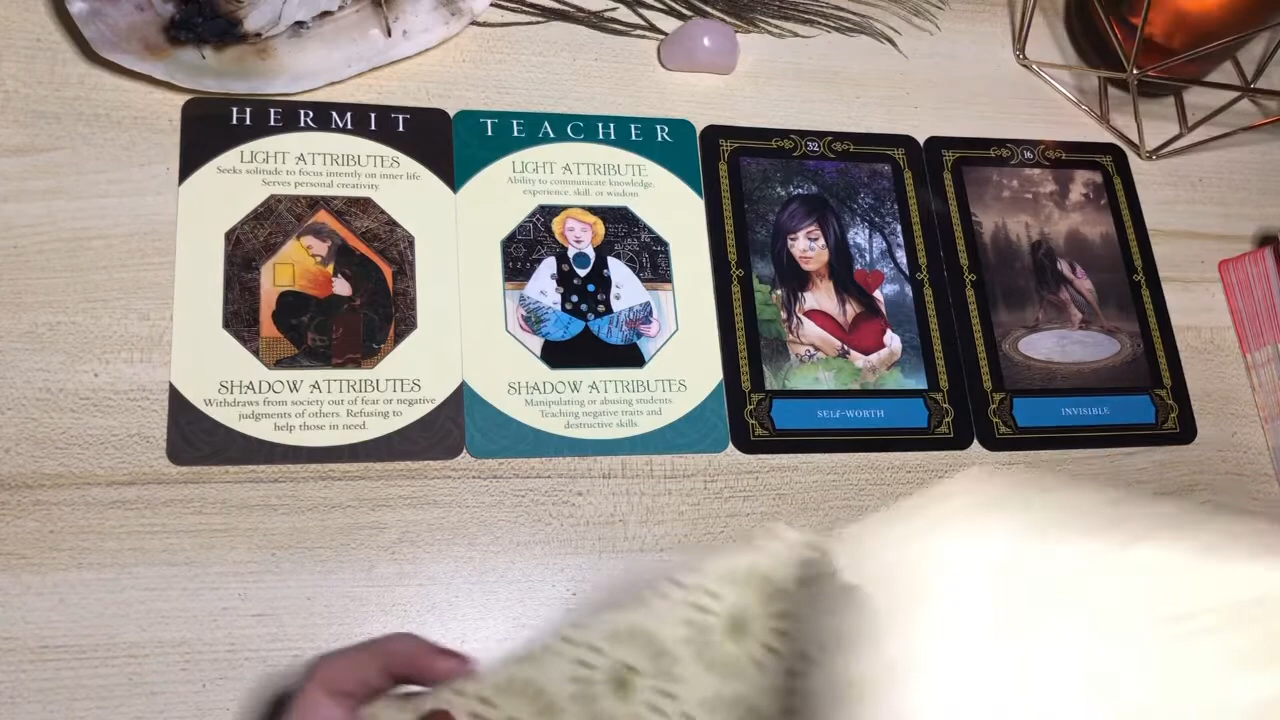 HERMIT
LIGHT ATTRIBUTES
Seeks solitude to focus intently on inner life
Serves personal creativity.
SHADOW ATTRIBUTES
Withdraws from society out of fear or negative
judgments of others. Refusing to
help those in need.
TEACHER
LIGHT ATTRIBUTE
Ability to communicate knowledge,
experience, skill, or wisdom.
SHADOW ATTRIBUTES
Manipulating or abusing students.
Teaching negative traits and
destructive skills.
32
SELF-WORTH
16
INVISIBLE